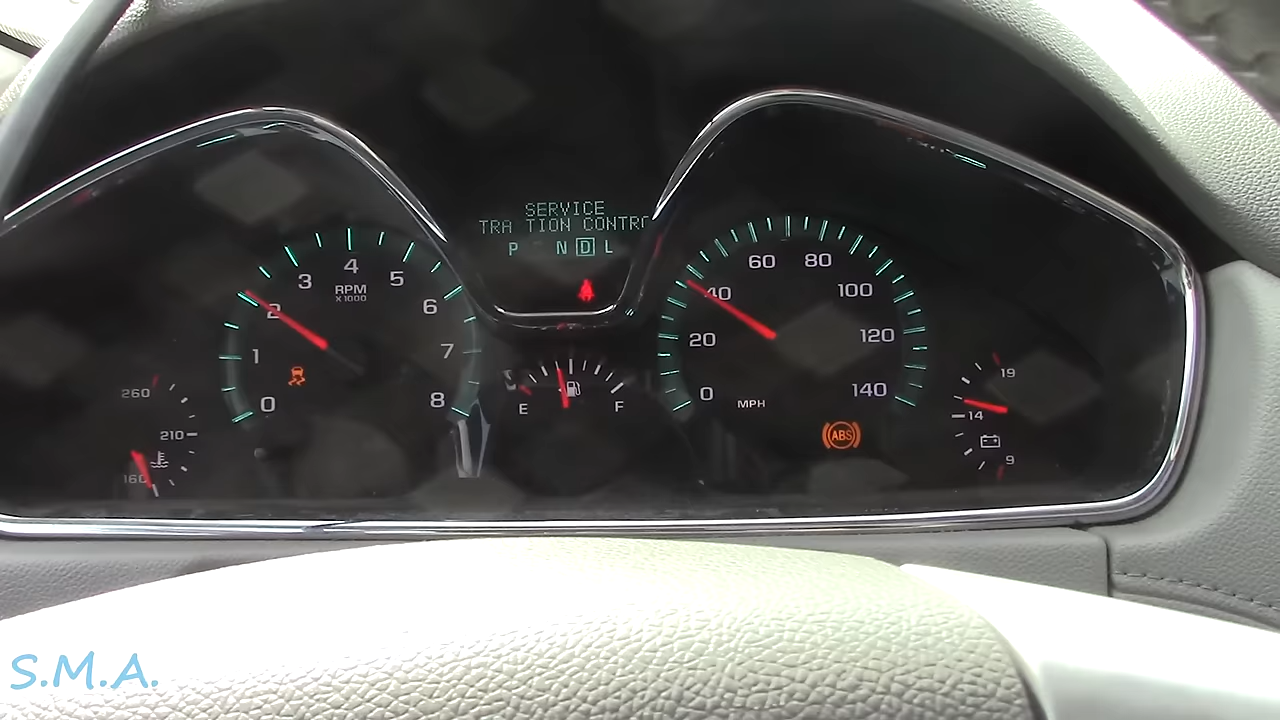 SERVICE
TRA TION CONTRO
P N D L
0 1 2 3 4 5 6 7 8
RPM
X1000
0 20 40 60 80 100 120 140
MPH
E F
260
210
160
19
14
9
ABS
S.M.A.